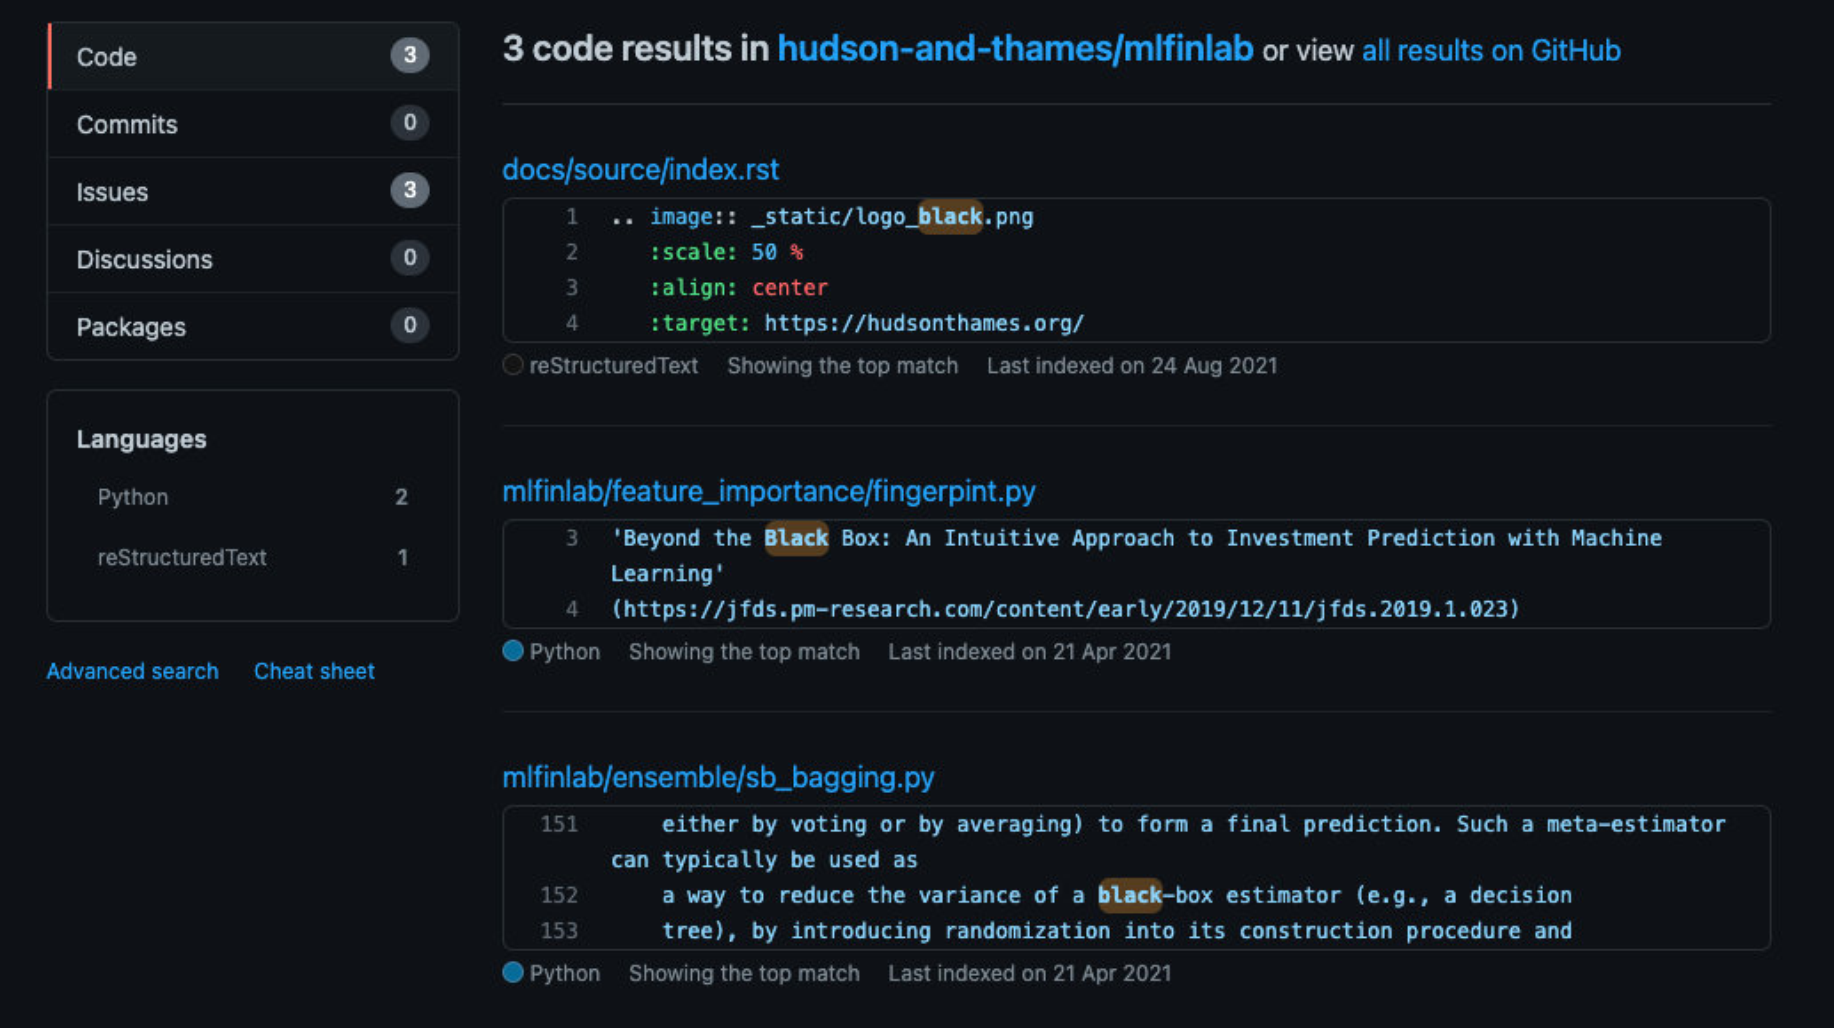 Code 3
Commits 0
Issues 3
Discussions 0
Packages 0
Languages
Python 2
reStructuredText 1
Advanced search Cheat sheet
3 code results in hudson-and-thames/mlfinlab or view all results on GitHub
docs/source/index.rst
1 .. image:: _static/logo_black.png
2 :scale: 50 %
3 :align: center
4 :target: https://hudsonthames.org/
reStructuredText Showing the top match Last indexed on 24 Aug 2021
mlfinlab/feature_importance/fingerpint.py
3 'Beyond the Black Box: An Intuitive Approach to Investment Prediction with Machine
Learning'
4 (https://jfds.pm-research.com/content/early/2019/12/11/jfds.2019.1.023)
Python Showing the top match Last indexed on 21 Apr 2021
mlfinlab/ensemble/sb_bagging.py
151 either by voting or by averaging) to form a final prediction. Such a meta-estimator
can typically be used as
152 a way to reduce the variance of a black-box estimator (e.g., a decision
153 tree), by introducing randomization into its construction procedure and
Python Showing the top match Last indexed on 21 Apr 2021